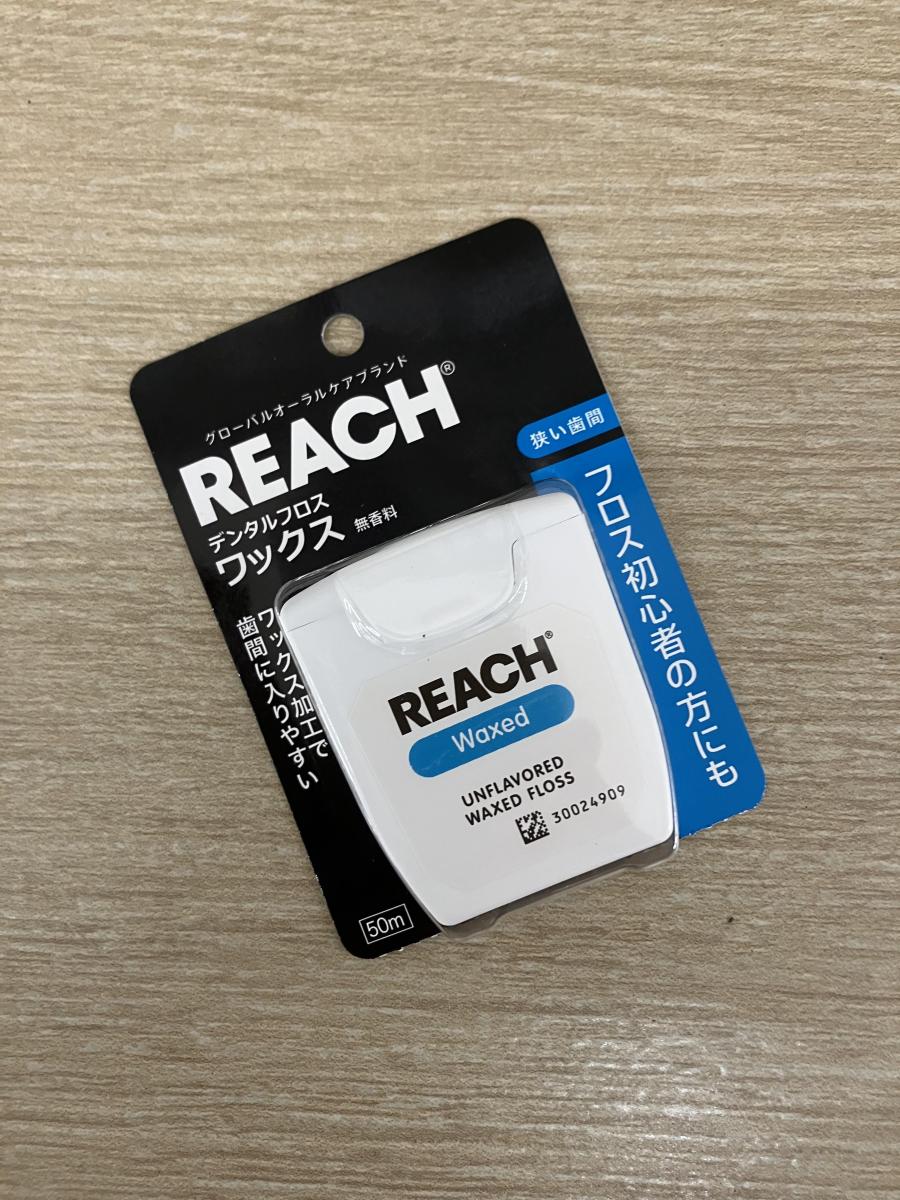 グローバルオーラルケアブランド
REACH®
デンタルフロス
ワックス 無香料
狭い歯間
フロス初心者の方にも
ワックス加工で
歯間に入りやすい
REACH®
Waxed
UNFLAVORED
WAXED FLOSS
30024909
50m